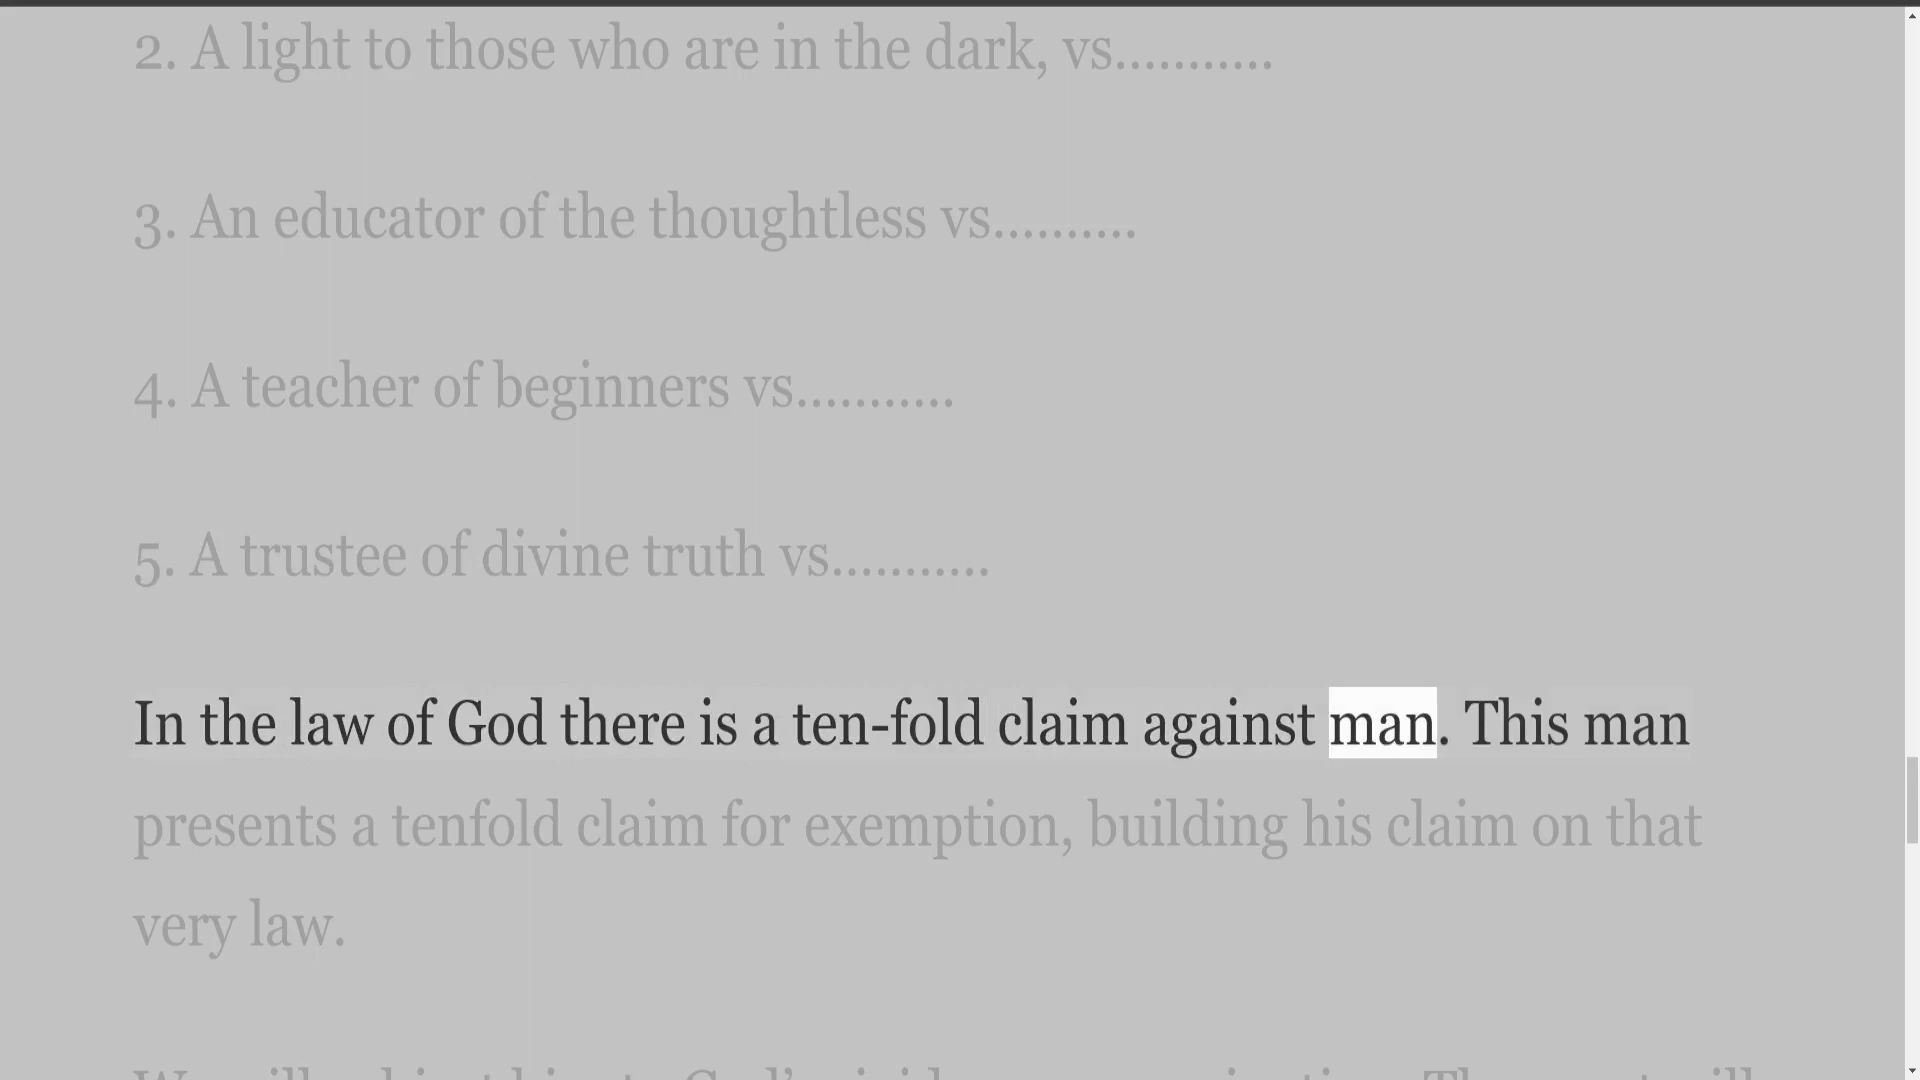 2. A light to those who are in the dark, vs...........
3. An educator of the thoughtless vs..........
4. A teacher of beginners vs...........
5. A trustee of divine truth vs...........
In the law of God there is a ten-fold claim against man. This man
presents a tenfold claim for exemption, building his claim on that
very law.